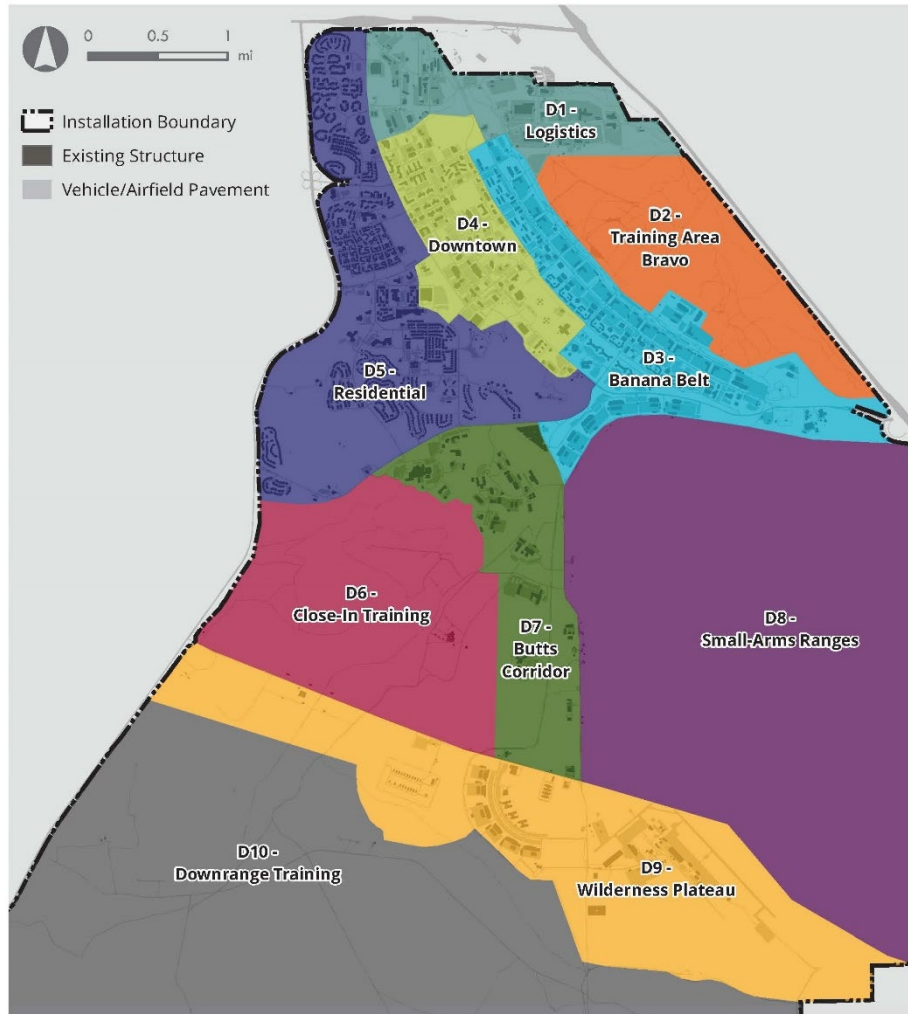 0 0.5 1
mi
Installation Boundary
Existing Structure
Vehicle/Airfield Pavement
D1 -
Logistics
D2 -
Training Area
Bravo
D4 -
Downtown
D3 -
Banana Belt
D5 -
Residential
D6 -
Close-In Training
D7 -
Butts
Corridor
D8 -
Small-Arms Ranges
D10 -
Downrange Training
D9 -
Wilderness Plateau